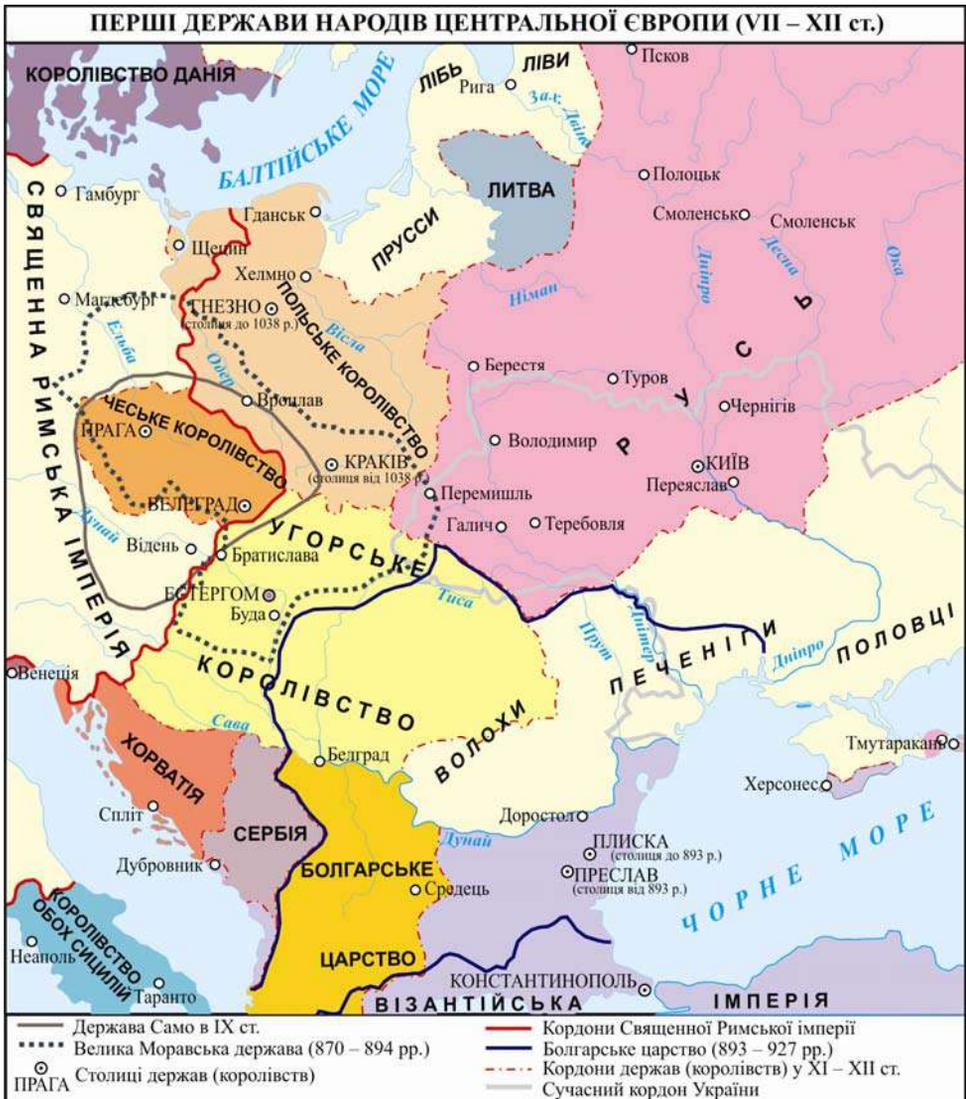 ПЕРШІ ДЕРЖАВИ НАРОДІВ ЦЕНТРАЛЬНОЇ ЄВРОПИ (VII – XII ст.)
КОРОЛІВСТВО ДАНІЯ
БАЛТІЙСЬКЕ МОРЕ
ЛІБЬ
ЛІВИ
Рига
Зах. Двіна
Псков
Полоцьк
ЛИТВА
Смоленськ
Смоленськ
Гамбург
Гданськ
ПРУССИ
Щецин
Хелмно
Дніпро
Десна
Ока
Німан
Магдебург
ГНЕЗНО
(столиця до 1038 р.)
ПОЛЬСЬКЕ КОРОЛІВСТВО
Вісла
Ельба
Одер
СВЯЩЕННА РИМСЬКА ІМПЕРІЯ
Берестя
Туров
РУСЬ
Чернігів
Вроцлав
ЧЕСЬКЕ КОРОЛІВСТВО
ПРАГА
Володимир
КРАКІВ
(столиця від 1038 р.)
КИЇВ
Переяслав
Перемишль
ВЕЛЕГРАД
Галич
Теребовля
Дунай
Відень
Братислава
УГОРСЬКЕ
КОРОЛІВСТВО
ЕСТЕРГОМ
Буда
Тиса
Прут
Дністер
ПЕЧЕНІГИ
Дніпро
ПОЛОВЦІ
Венеція
Сава
ВОЛОХИ
ХОРВАТІЯ
Белград
Тмутаракань
Херсонес
Спліт
СЕРБІЯ
Доростол
Дунай
ПЛИСКА
(столиця до 893 р.)
ПРЕСЛАВ
(столиця від 893 р.)
Дубровник
БОЛГАРСЬКЕ
ЦАРСТВО
Средець
ЧОРНЕ МОРЕ
КОРОЛІВСТВО
ОБОХ СИЦИЛІЙ
Неаполь
Таранто
КОНСТАНТИНОПОЛЬ
ВІЗАНТІЙСЬКА ІМПЕРІЯ
Держава Само в IX ст.
Велика Моравська держава (870 – 894 рр.)
ПРАГА Столиці держав (королівств)
Кордони Священної Римської імперії
Болгарське царство (893 – 927 рр.)
Кордони держав (королівств) у XI – XII ст.
Сучасний кордон України